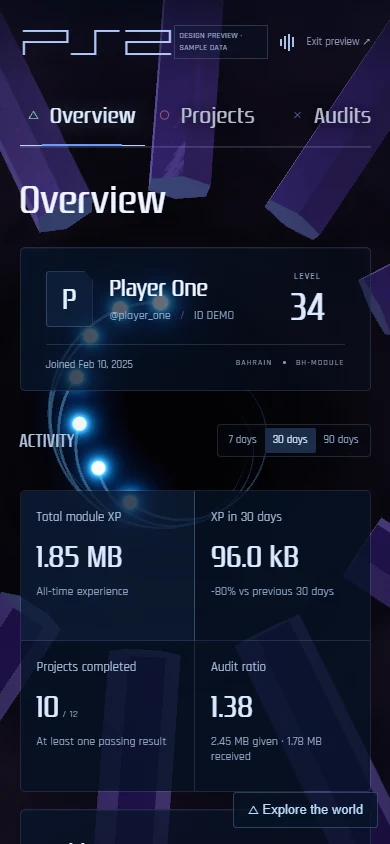 PS2
DESIGN PREVIEW ·
SAMPLE DATA
Exit preview ↗
△ Overview
○ Projects
× Audits
Overview
P
Player One
@player_one / ID DEMO
LEVEL
34
Joined Feb 10, 2025
BAHRAIN • BH-MODULE
ACTIVITY
7 days
30 days
90 days
Total module XP
1.85 MB
All-time experience
XP in 30 days
96.0 kB
-80% vs previous 30 days
Projects completed
10 / 12
At least one passing result
Audit ratio
1.38
2.45 MB given · 1.78 MB
received
△ Explore the world